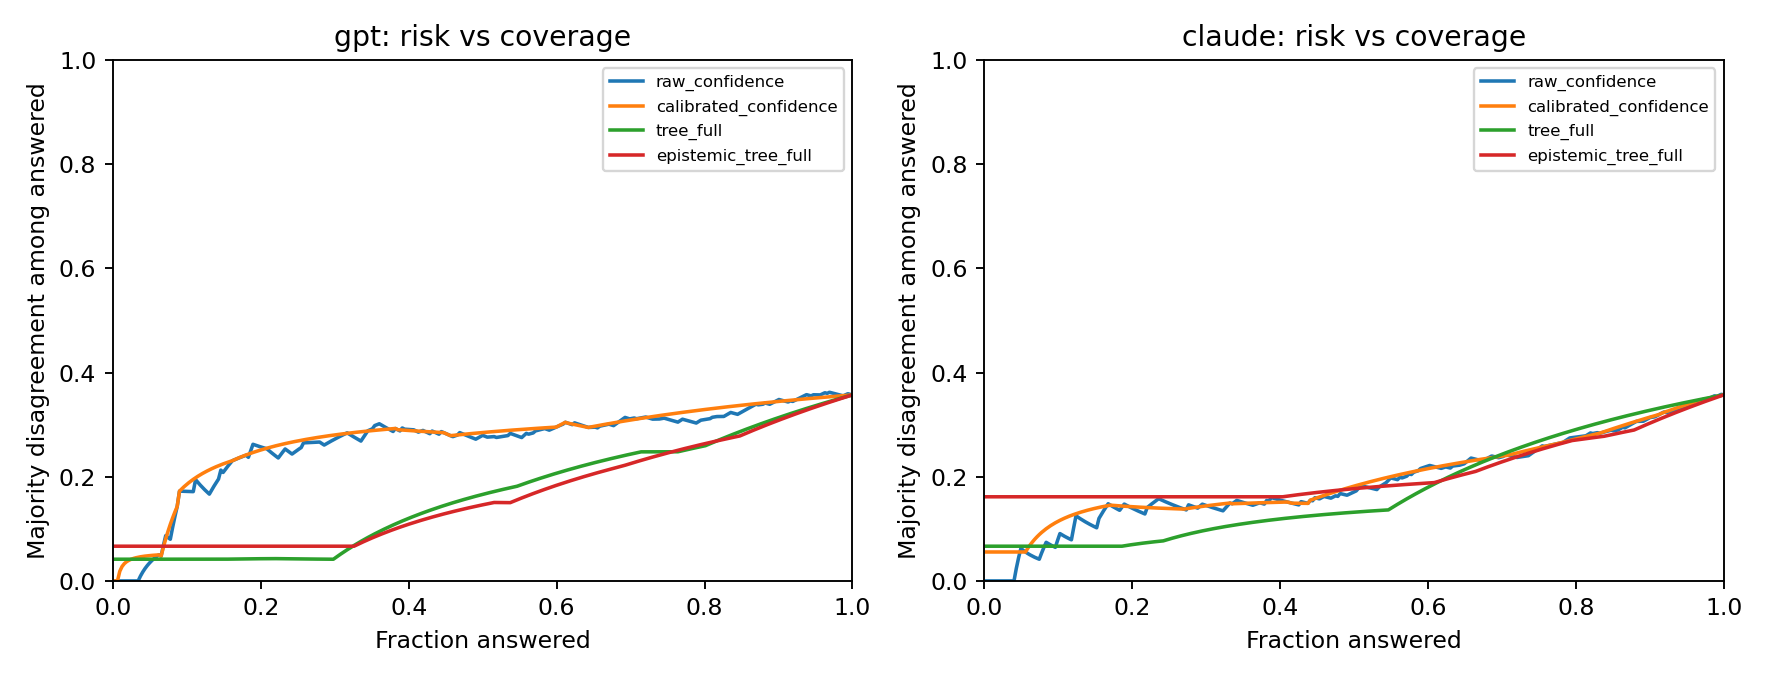 gpt: risk vs coverage
Majority disagreement among answered
1.0
0.8
0.6
0.4
0.2
0.0
raw_confidence
calibrated_confidence
tree_full
epistemic_tree_full
0.0 0.2 0.4 0.6 0.8 1.0
Fraction answered
claude: risk vs coverage
Majority disagreement among answered
1.0
0.8
0.6
0.4
0.2
0.0
raw_confidence
calibrated_confidence
tree_full
epistemic_tree_full
0.0 0.2 0.4 0.6 0.8 1.0
Fraction answered